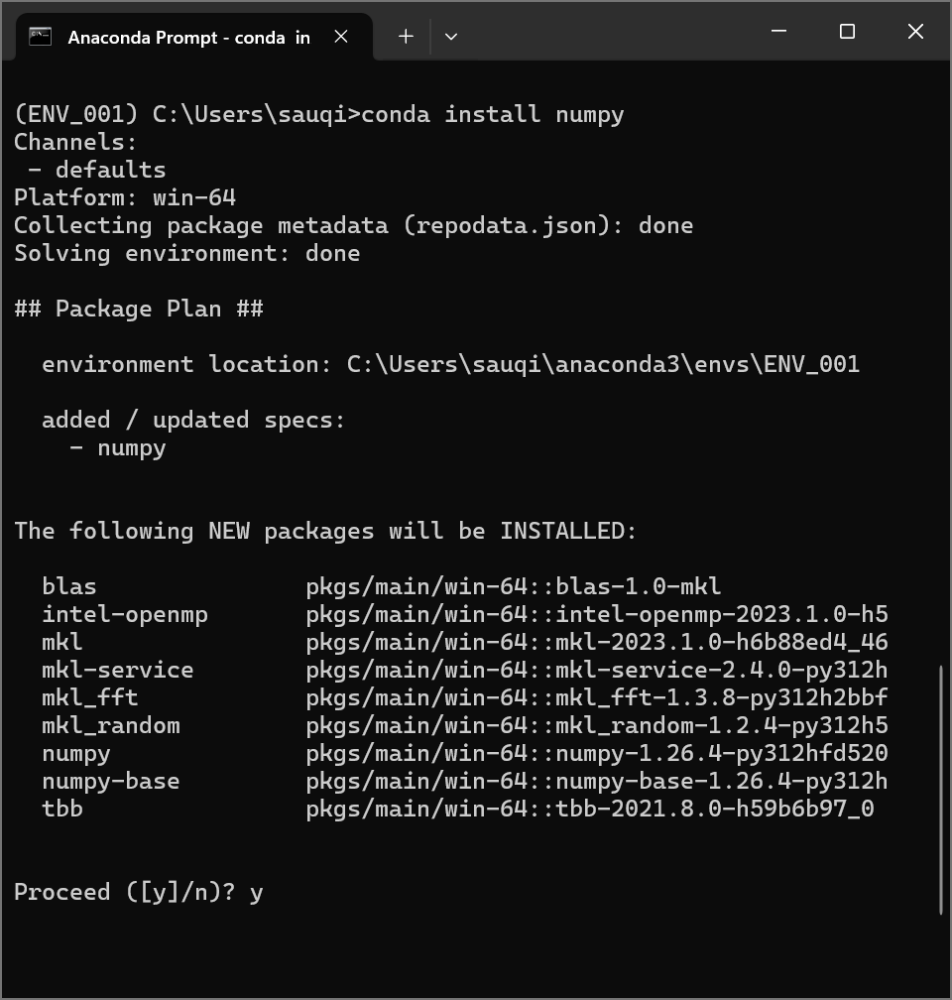 Anaconda Prompt - conda  in
(ENV_001) C:\Users\sauqi>conda install numpy
Channels:
 - defaults
Platform: win-64
Collecting package metadata (repodata.json): done
Solving environment: done
## Package Plan ##
  environment location: C:\Users\sauqi\anaconda3\envs\ENV_001
  added / updated specs:
    - numpy
The following NEW packages will be INSTALLED:
  blas               pkgs/main/win-64::blas-1.0-mkl
  intel-openmp       pkgs/main/win-64::intel-openmp-2023.1.0-h5
  mkl                pkgs/main/win-64::mkl-2023.1.0-h6b88ed4_46
  mkl-service        pkgs/main/win-64::mkl-service-2.4.0-py312h
  mkl_fft            pkgs/main/win-64::mkl_fft-1.3.8-py312h2bbf
  mkl_random         pkgs/main/win-64::mkl_random-1.2.4-py312h5
  numpy              pkgs/main/win-64::numpy-1.26.4-py312hfd520
  numpy-base         pkgs/main/win-64::numpy-base-1.26.4-py312h
  tbb                pkgs/main/win-64::tbb-2021.8.0-h59b6b97_0
Proceed ([y]/n)? y